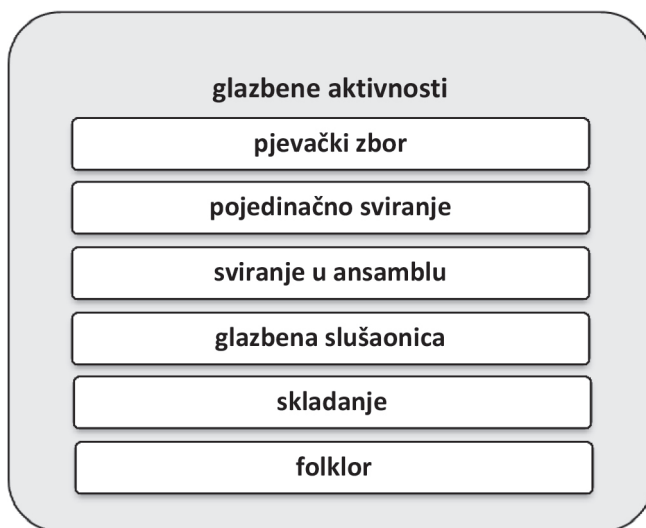 glazbene aktivnosti
pjevački zbor
pojedinačno sviranje
sviranje u ansamblu
glazbena slušaonica
skladanje
folklor